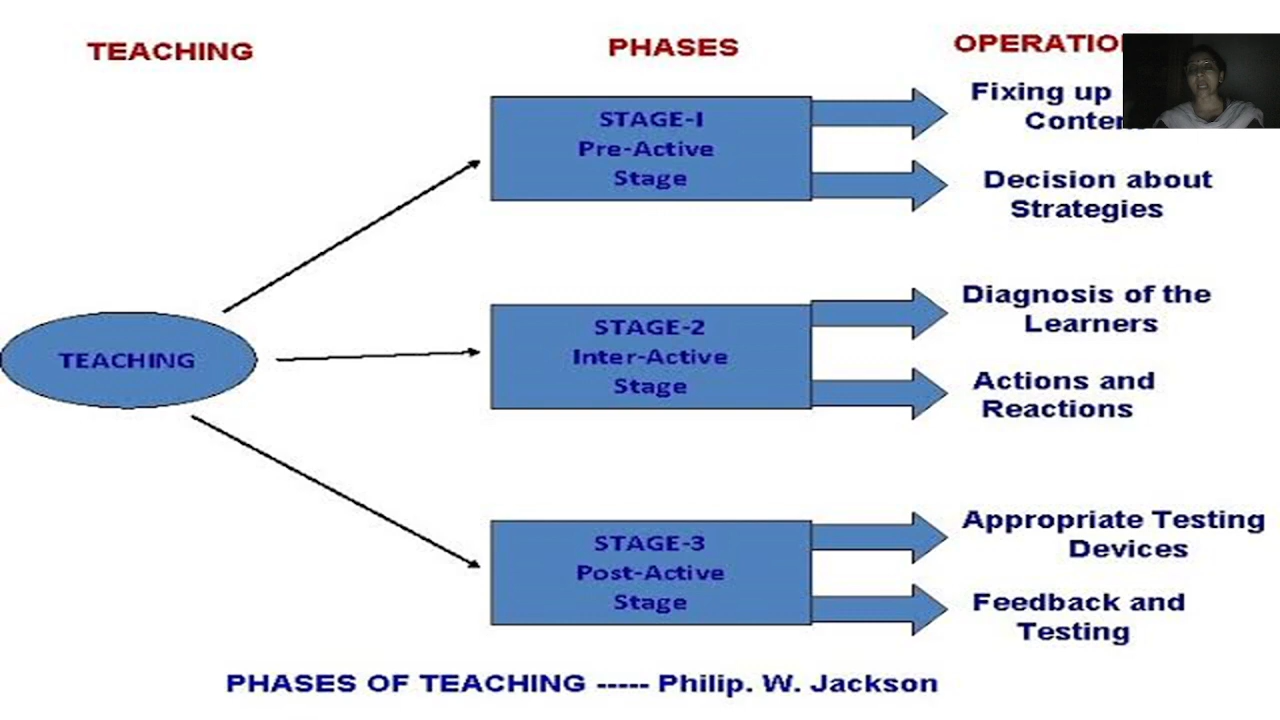 TEACHING
PHASES
STAGE-I
Pre-Active
Stage
Fixing up
Decision about
Strategies
TEACHING
STAGE-2
Inter-Active
Stage
Diagnosis of the
Learners
Actions and
Reactions
STAGE-3
Post-Active
Stage
Appropriate Testing
Devices
Feedback and
Testing
PHASES OF TEACHING ----- Philip. W. Jackson